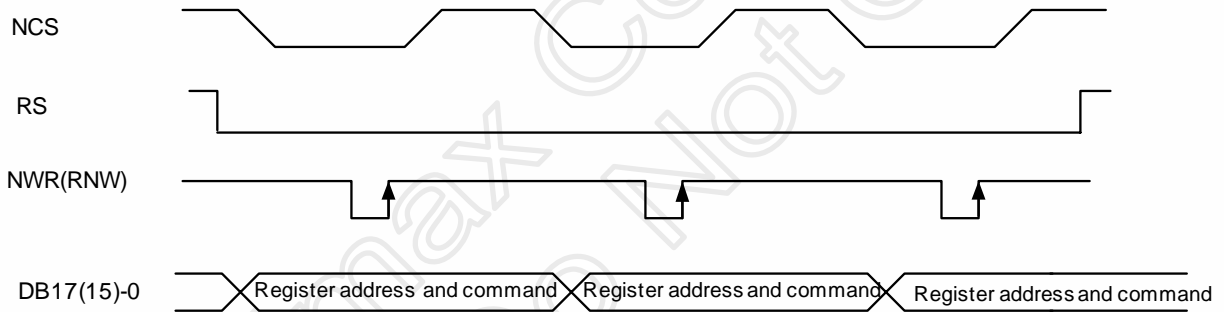 NCS
RS
NWR(RNW)
DB17(15)-0 Register address and command Register address and command Register address and command